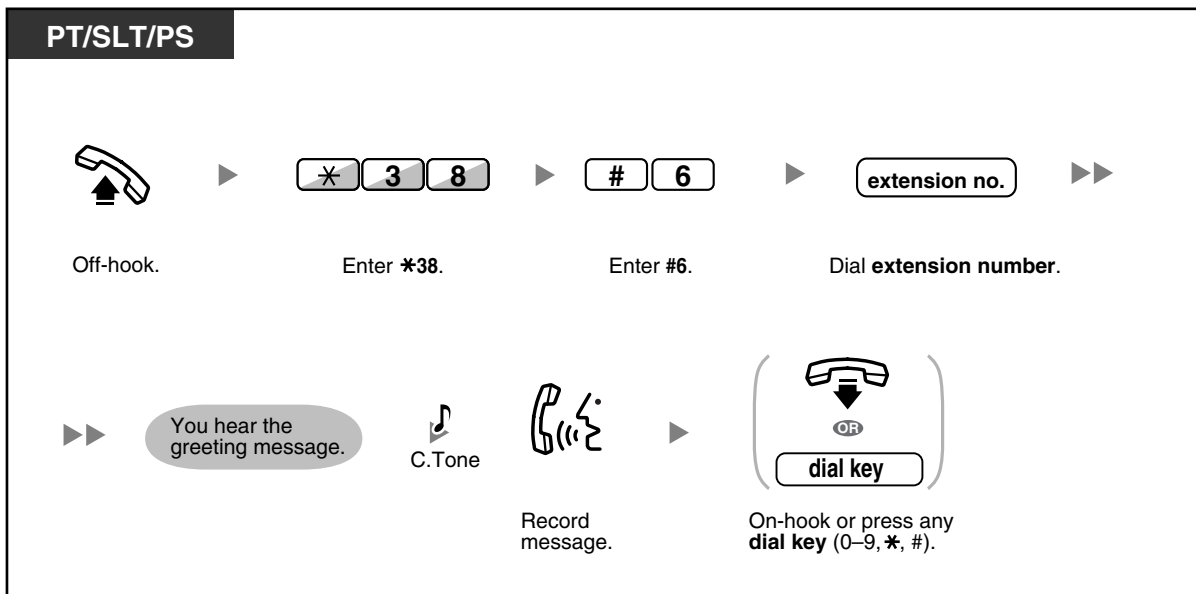 PT/SLT/PS
* 3 8
# 6
extension no.
Off-hook.
Enter *38.
Enter #6.
Dial extension number.
You hear the
greeting message.
C.Tone
OR
dial key
Record
message.
On-hook or press any
dial key (0–9, *, #).